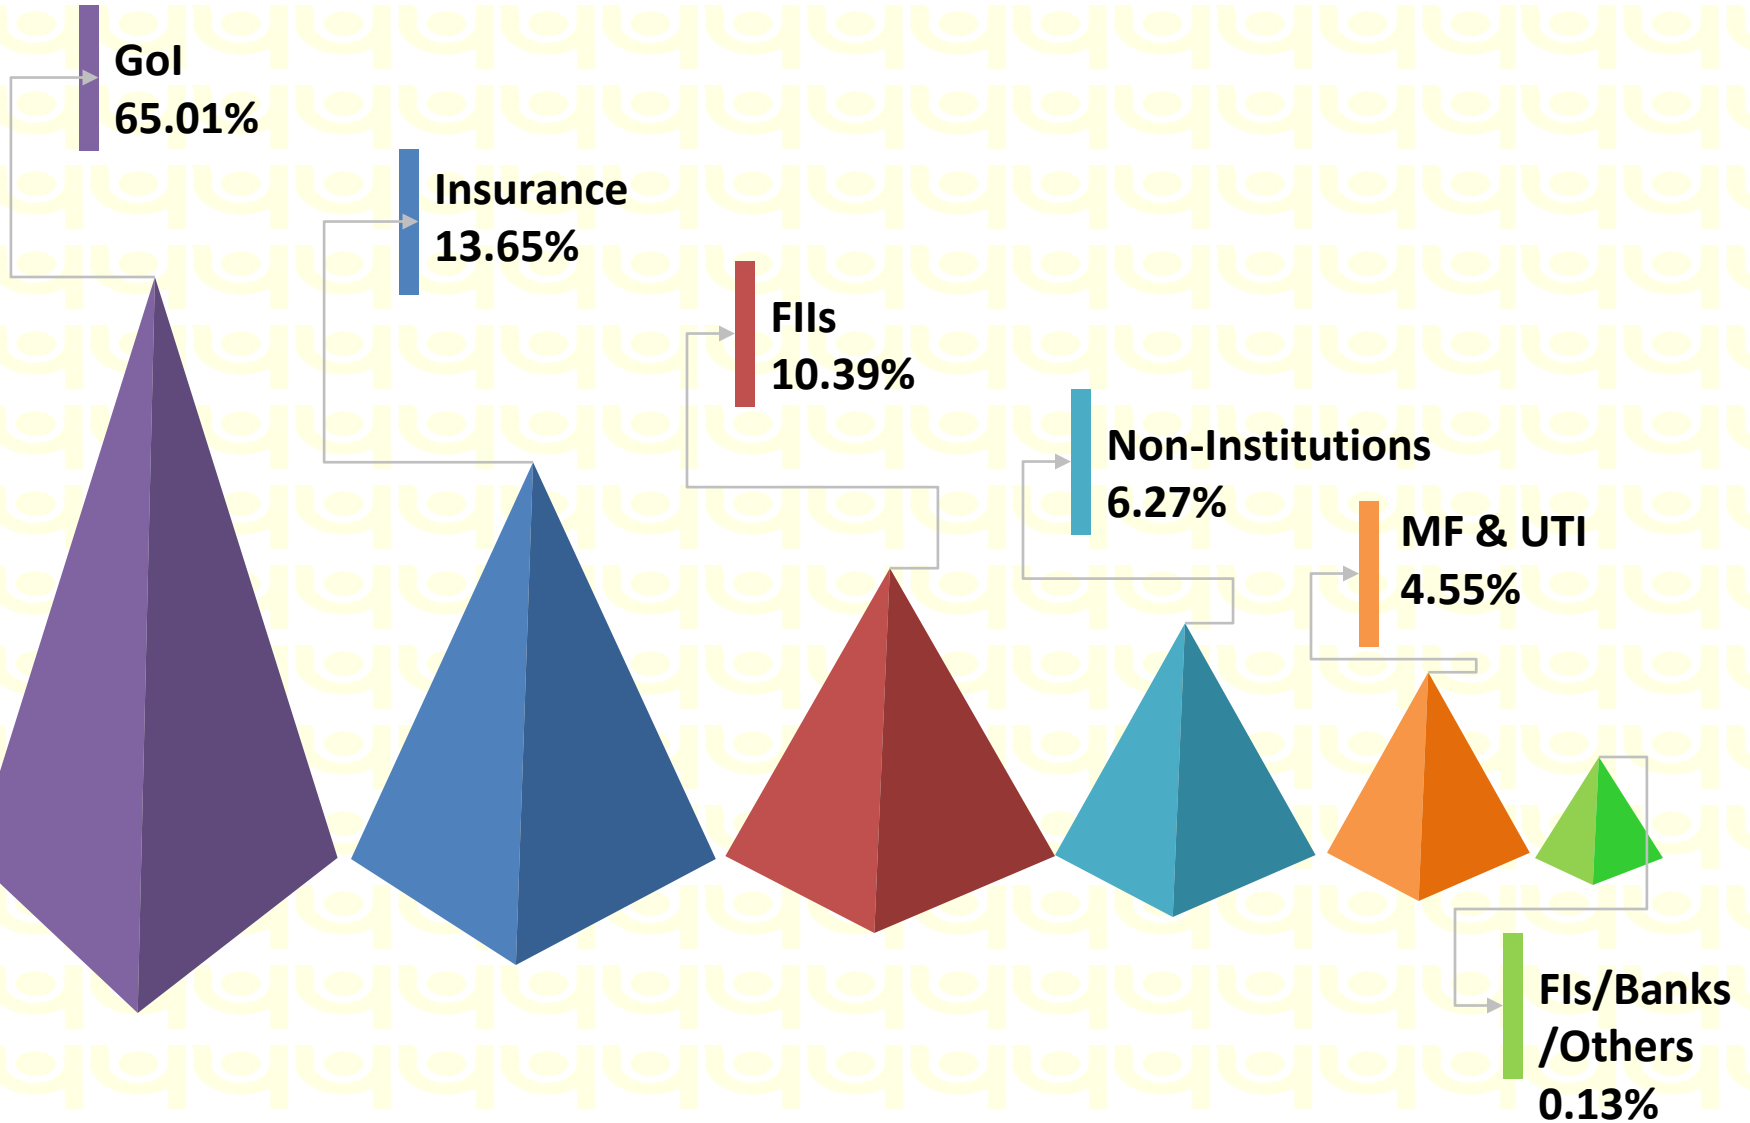 GoI
65.01%
Insurance
13.65%
FIIs
10.39%
Non-Institutions
6.27%
MF & UTI
4.55%
FIs/Banks
/Others
0.13%